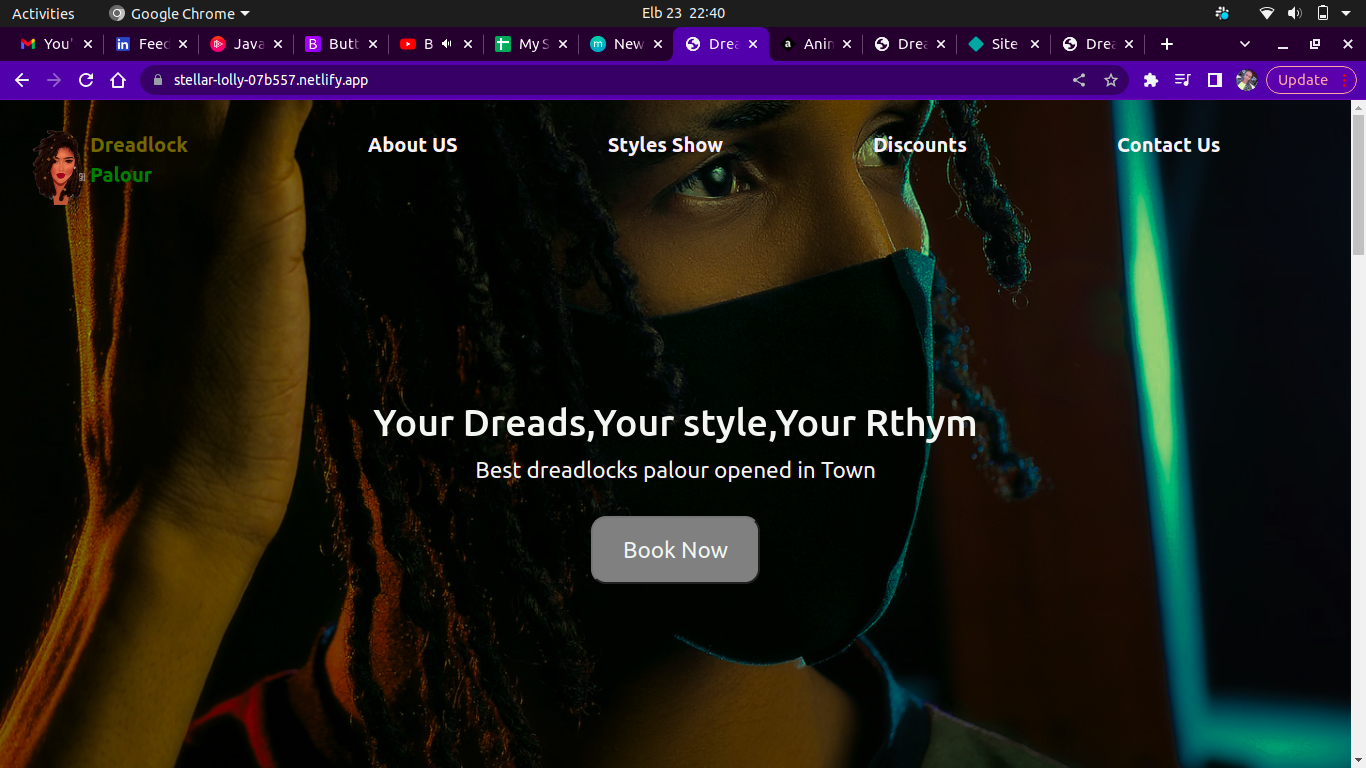 Activities
Google Chrome
Elb 23 22:40
You'
Feec
Java
Butt
B
My S
New
Drea
Anir
Drea
Site
Drea
stellar-lolly-07b557.netlify.app
Update
Dreadlock
Palour
About US
Styles Show
Discounts
Contact Us
Your Dreads,Your style,Your Rthym
Best dreadlocks palour opened in Town
Book Now